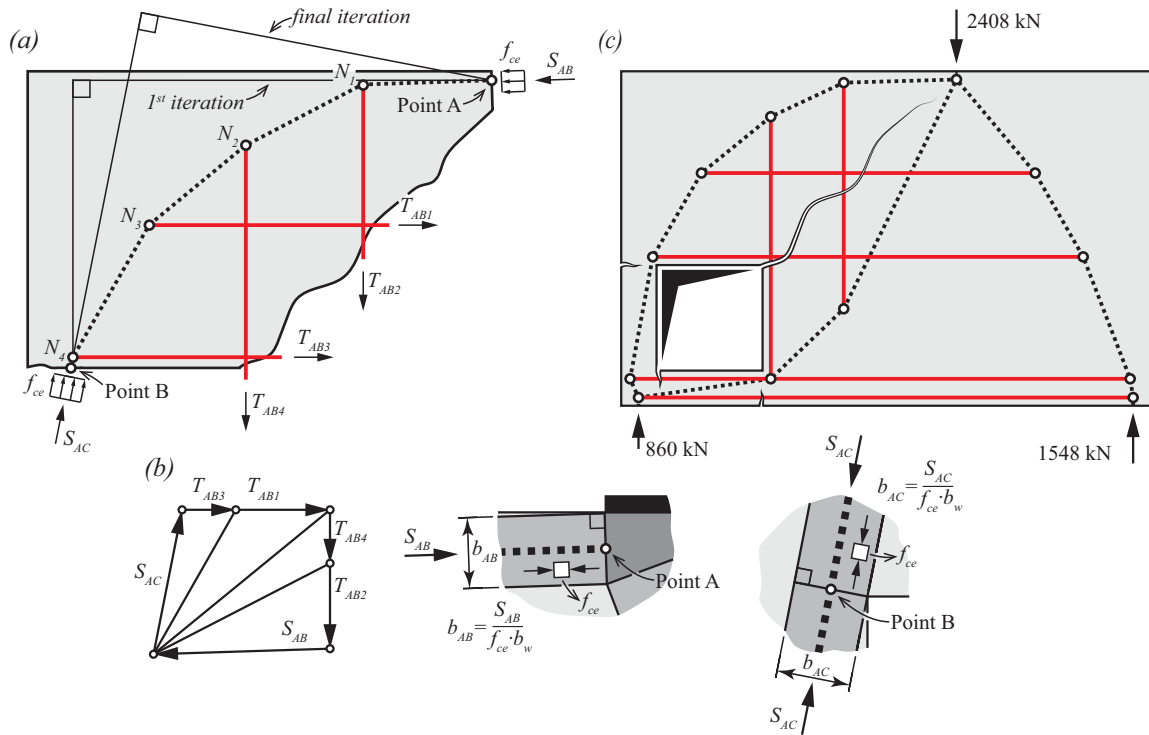 (a)
final iteration
f_ce
S_AB
N_1
1st iteration
Point A
N_2
N_3
T_AB1
T_AB2
N_4
T_AB3
Point B
f_ce
T_AB4
S_AC
(c)
2408 kN
860 kN
1548 kN
(b)
T_AB3
T_AB1
T_AB4
S_AC
T_AB2
S_AB
S_AB
b_AB
Point A
f_ce
b_AB = S_AB / f_ce · b_w
S_AC
b_AC = S_AC / f_ce · b_w
f_ce
Point B
b_AC
S_AC